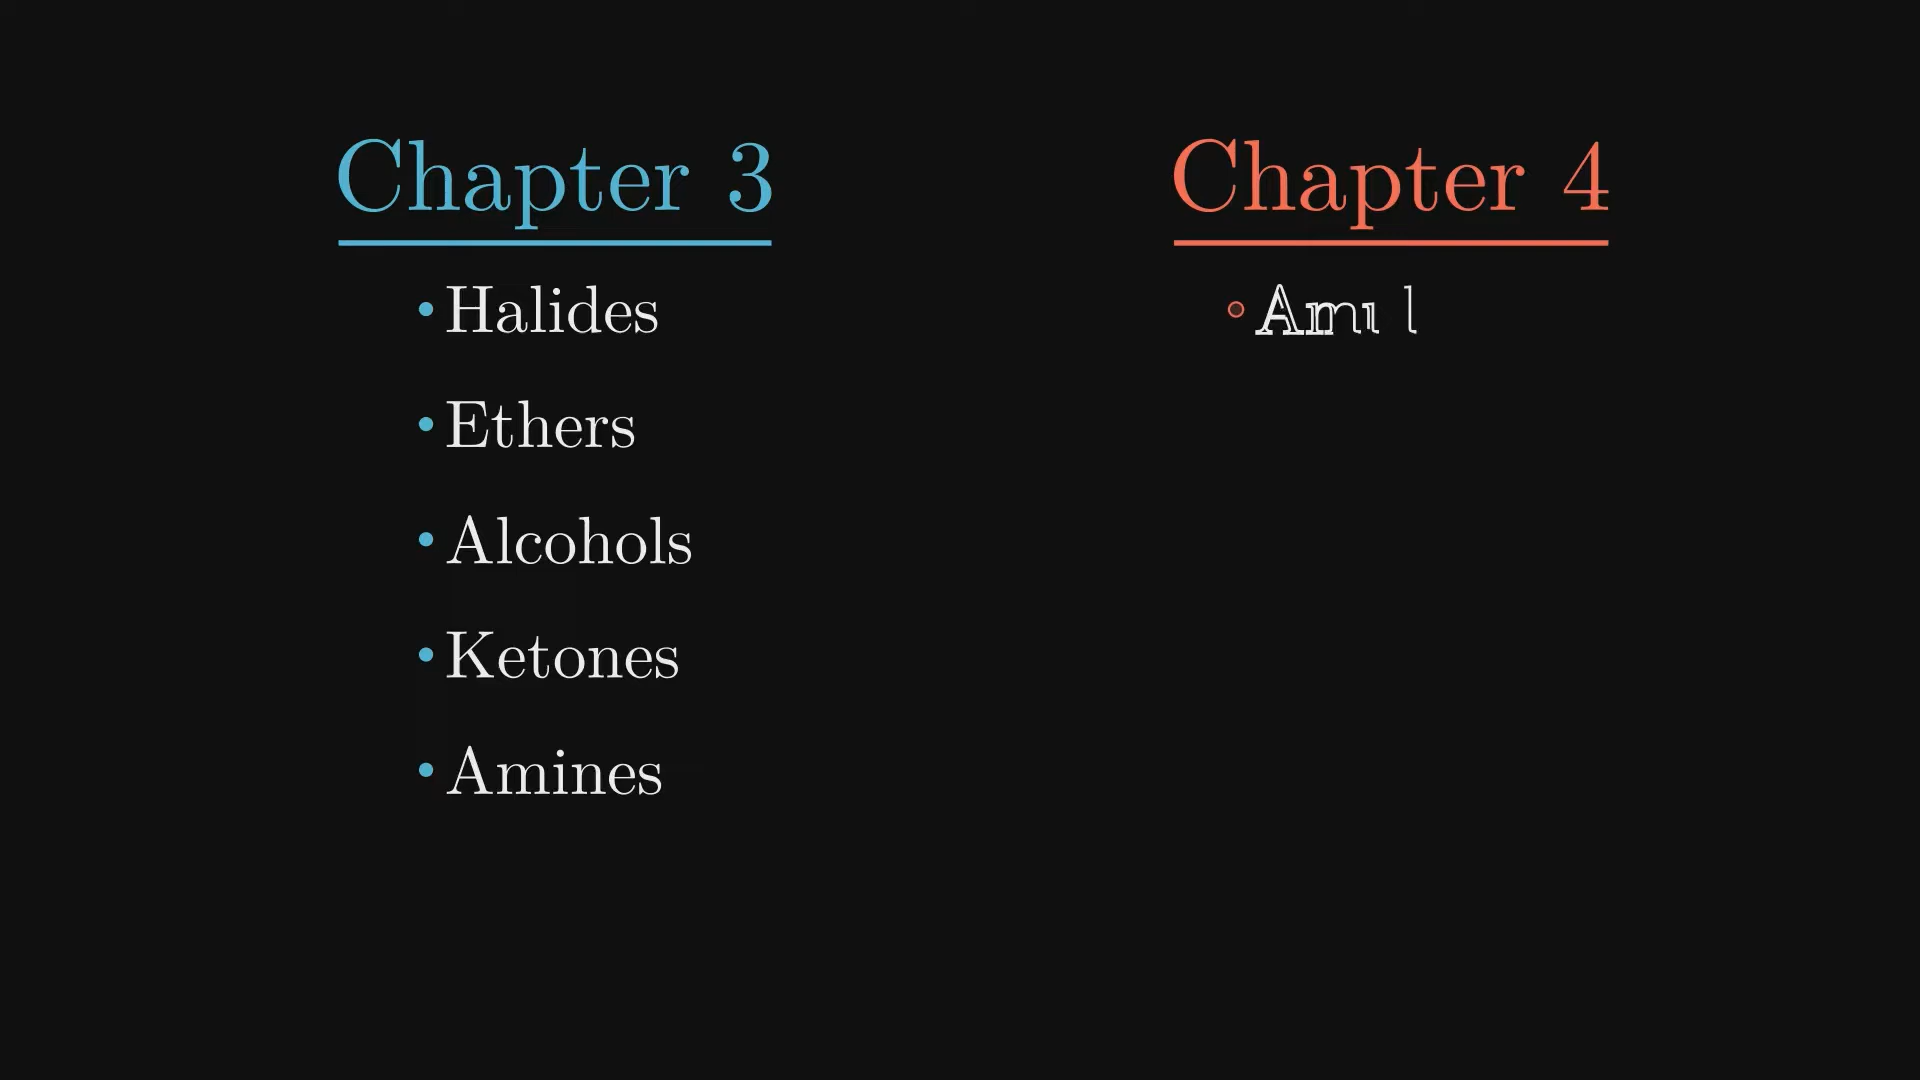 Chapter 3
• Halides
• Ethers
• Alcohols
• Ketones
• Amines
Chapter 4